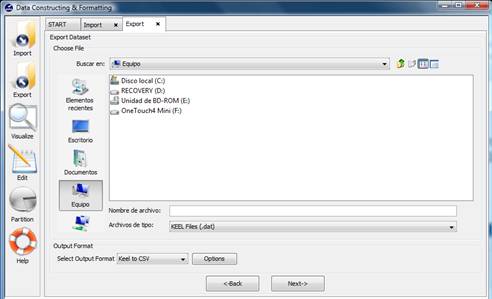 Data Constructing & Formatting
START
Import
Export
Export Dataset
Choose File
Buscar en:
Equipo
Import
Export
Visualize
Edit
Partition
Help
Elementos recientes
Escritorio
Documentos
Equipo
Disco local (C:)
RECOVERY (D:)
Unidad de BD-ROM (E:)
OneTouch4 Mini (F:)
Nombre de archivo:
Archivos de tipo:
KEEL Files (.dat)
Output Format
Select Output Format
Keel to CSV
Options
<-Back
Next->